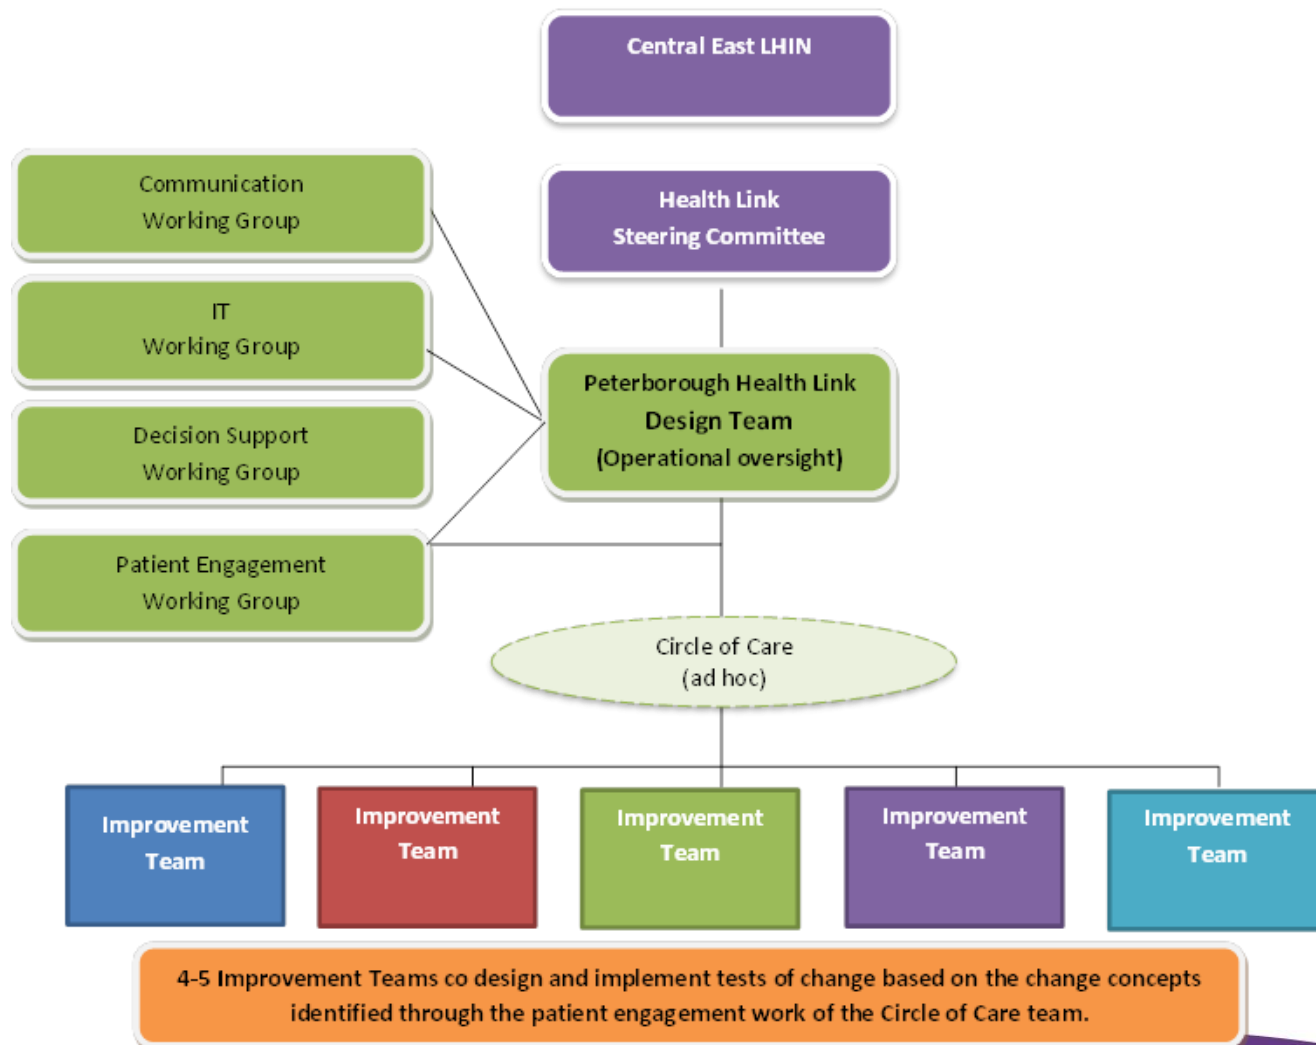 Central East LHIN
Communication
Working Group
Health Link
Steering Committee
IT
Working Group
Peterborough Health Link
Design Team
(Operational oversight)
Decision Support
Working Group
Patient Engagement
Working Group
Circle of Care
(ad hoc)
Improvement
Team
Improvement
Team
Improvement
Team
Improvement
Team
Improvement
Team
4-5 Improvement Teams co design and implement tests of change based on the change concepts
identified through the patient engagement work of the Circle of Care team.